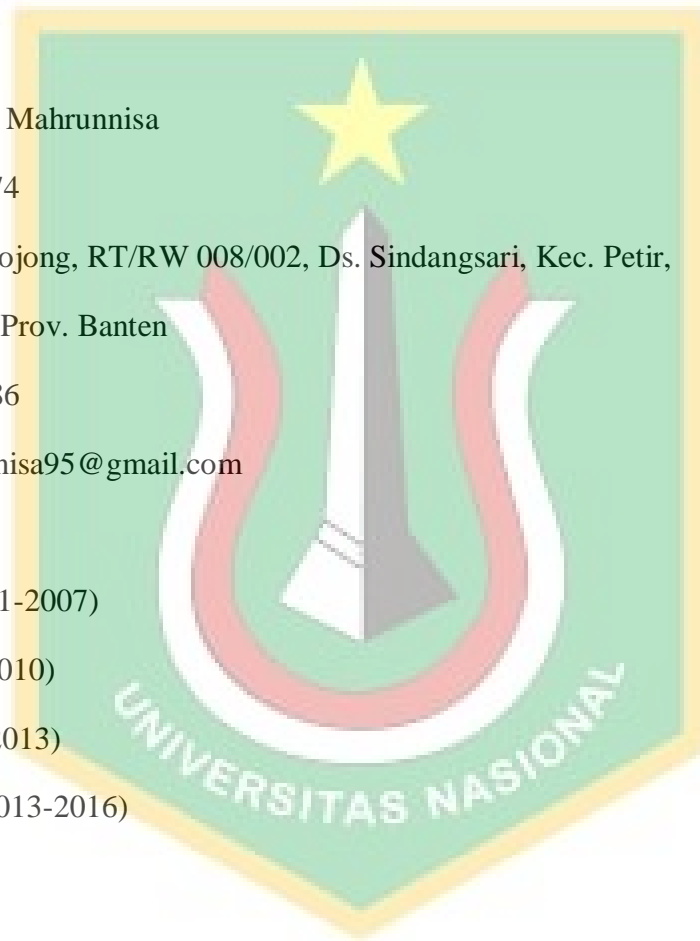 Mahrunnisa
74
ojong, RT/RW 008/002, Ds. Sindangsari, Kec. Petir,
Prov. Banten
36
nisa95@gmail.com
1-2007)
010)
2013)
013-2016)
UNIVERSITAS NASIONAL